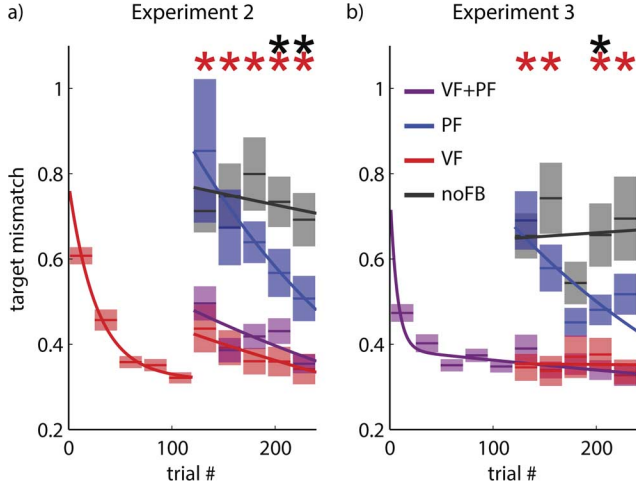 a) Experiment 2
b) Experiment 3
* *
* * * * *
*
* * * *
target mismatch
1
0.8
0.6
0.4
0.2
0 100 200
trial #
1
0.8
0.6
0.4
0.2
0 100 200
trial #
VF+PF
PF
VF
noFB